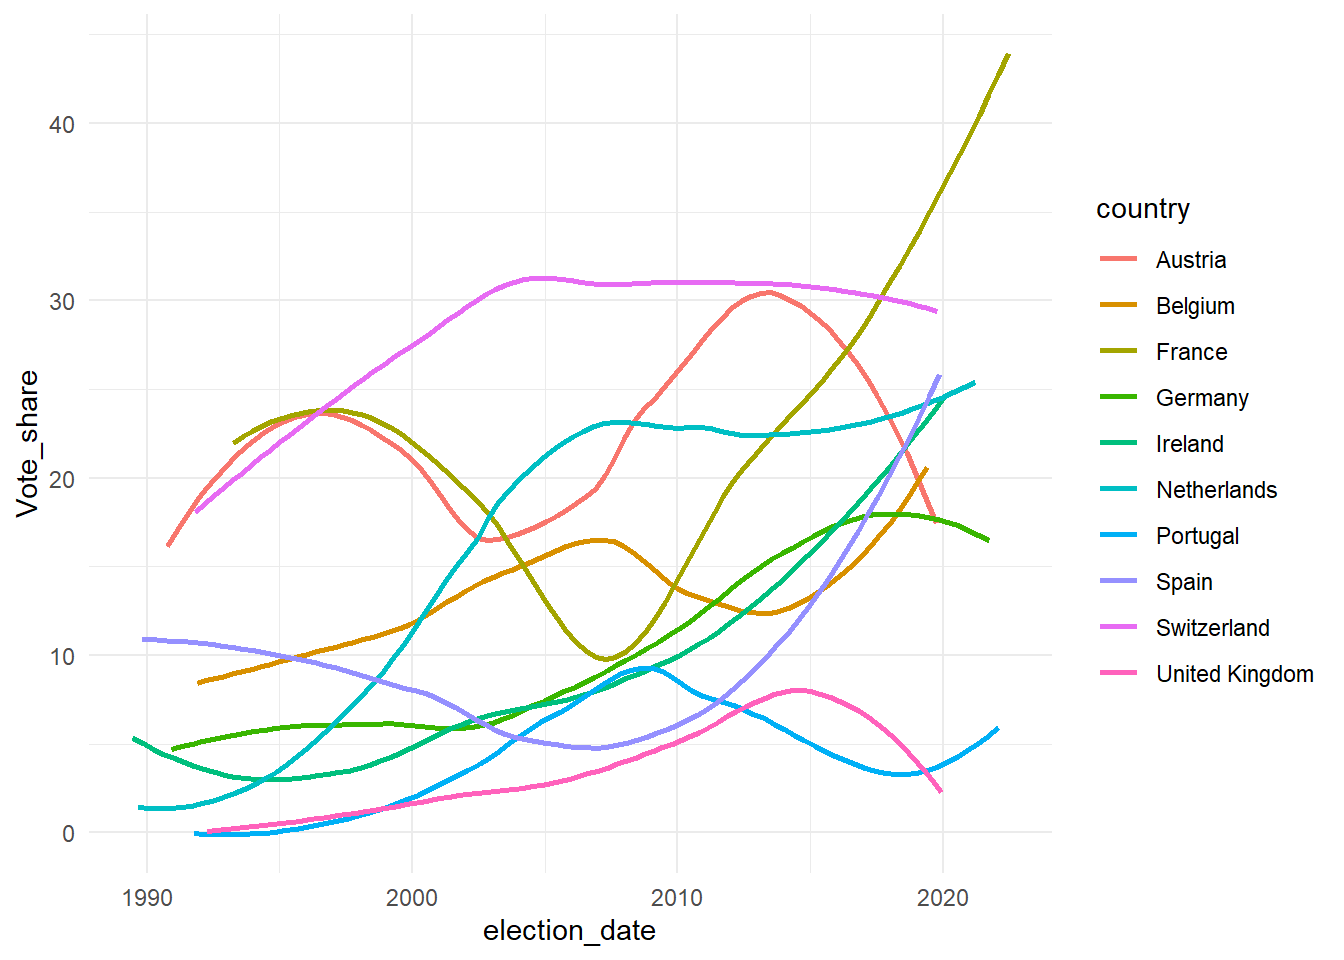 Vote_share
40
30
20
10
0
1990 2000 2010 2020
election_date
country
Austria
Belgium
France
Germany
Ireland
Netherlands
Portugal
Spain
Switzerland
United Kingdom